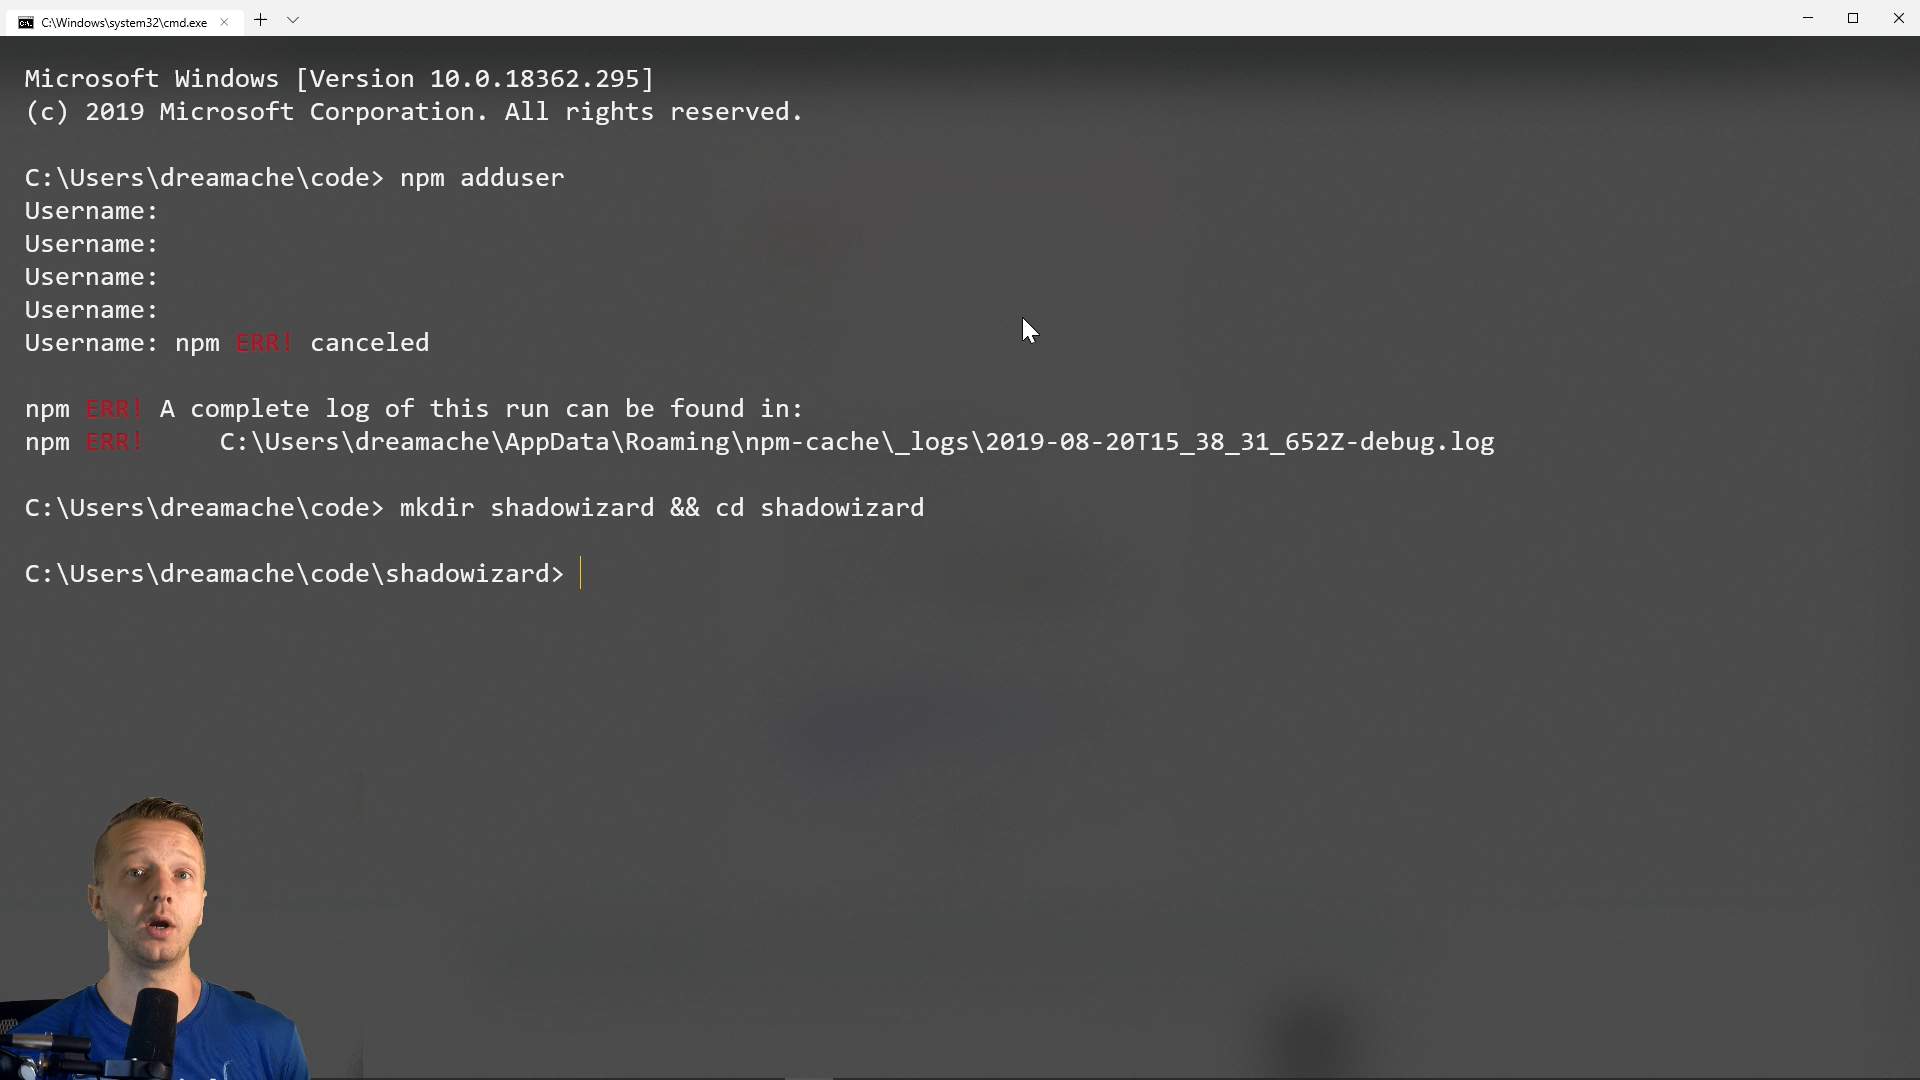 C:\Windows\system32\cmd.exe
Microsoft Windows [Version 10.0.18362.295]
(c) 2019 Microsoft Corporation. All rights reserved.
C:\Users\dreamache\code> npm adduser
Username:
Username:
Username:
Username:
Username: npm ERR! canceled
npm ERR! A complete log of this run can be found in:
npm ERR!     C:\Users\dreamache\AppData\Roaming\npm-cache\_logs\2019-08-20T15_38_31_652Z-debug.log
C:\Users\dreamache\code> mkdir shadowizard && cd shadowizard
C:\Users\dreamache\code\shadowizard>